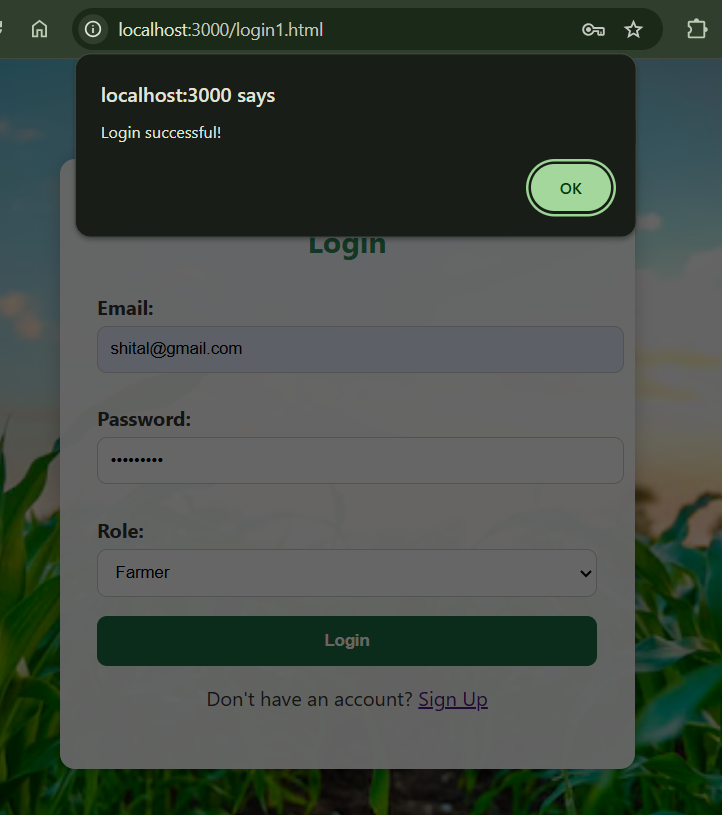 localhost:3000/login1.html
localhost:3000 says
Login successful!
OK
Login
Email:
shital@gmail.com
Password:
•••••••••
Role:
Farmer
Login
Don't have an account? Sign Up